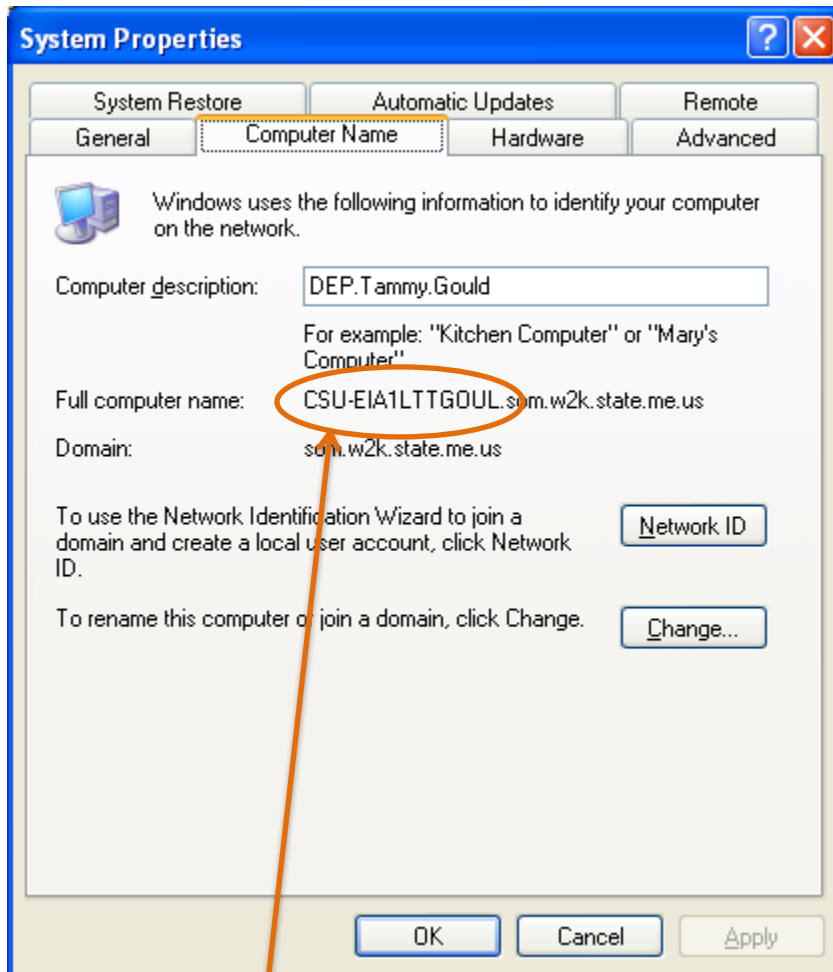 System Properties
System Restore Automatic Updates Remote
General Computer Name Hardware Advanced
Windows uses the following information to identify your computer
on the network.
Computer description: DEP.Tammy.Gould
For example: "Kitchen Computer" or "Mary's
Computer"
Full computer name: CSU-EIA1LTTGOUL.som.w2k.state.me.us
Domain: som.w2k.state.me.us
To use the Network Identification Wizard to join a
domain and create a local user account, click Network
ID.
Network ID
To rename this computer or join a domain, click Change.
Change...
OK Cancel Apply